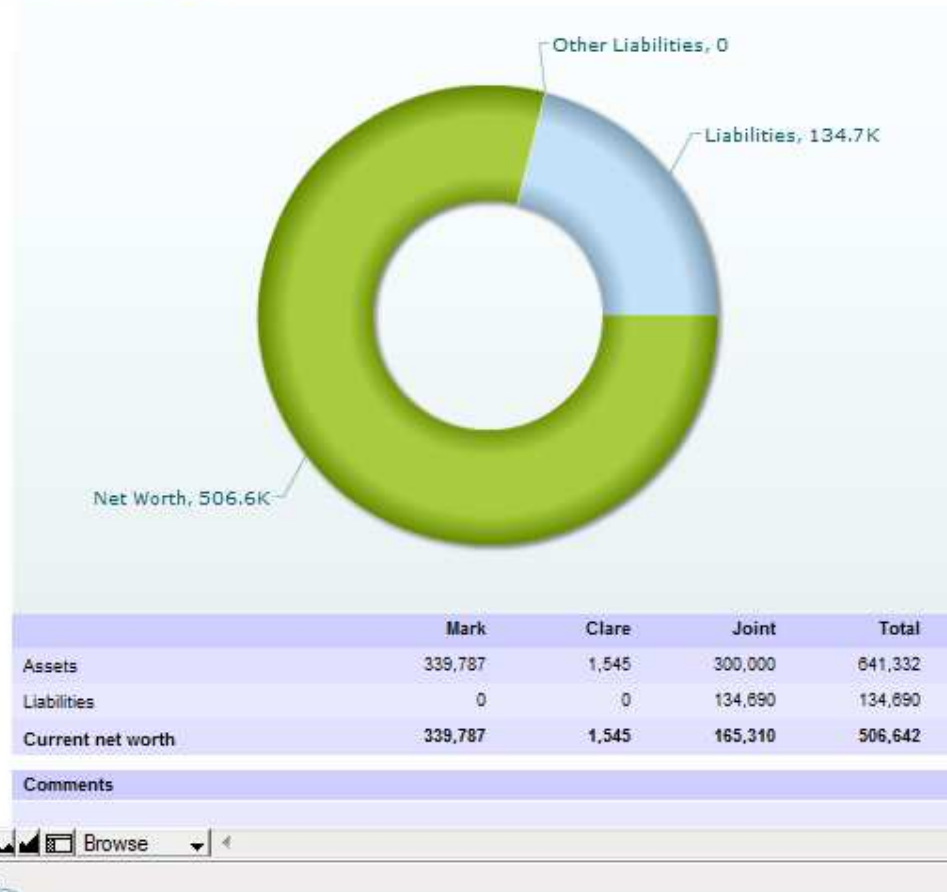 Other Liabilities, 0
Liabilities, 134.7K
Net Worth, 506.6K
Mark Clare Joint Total
Assets 339,787 1,545 300,000 641,332
Liabilities 0 0 134,690 134,690
Current net worth 339,787 1,545 165,310 506,642
Comments
Browse